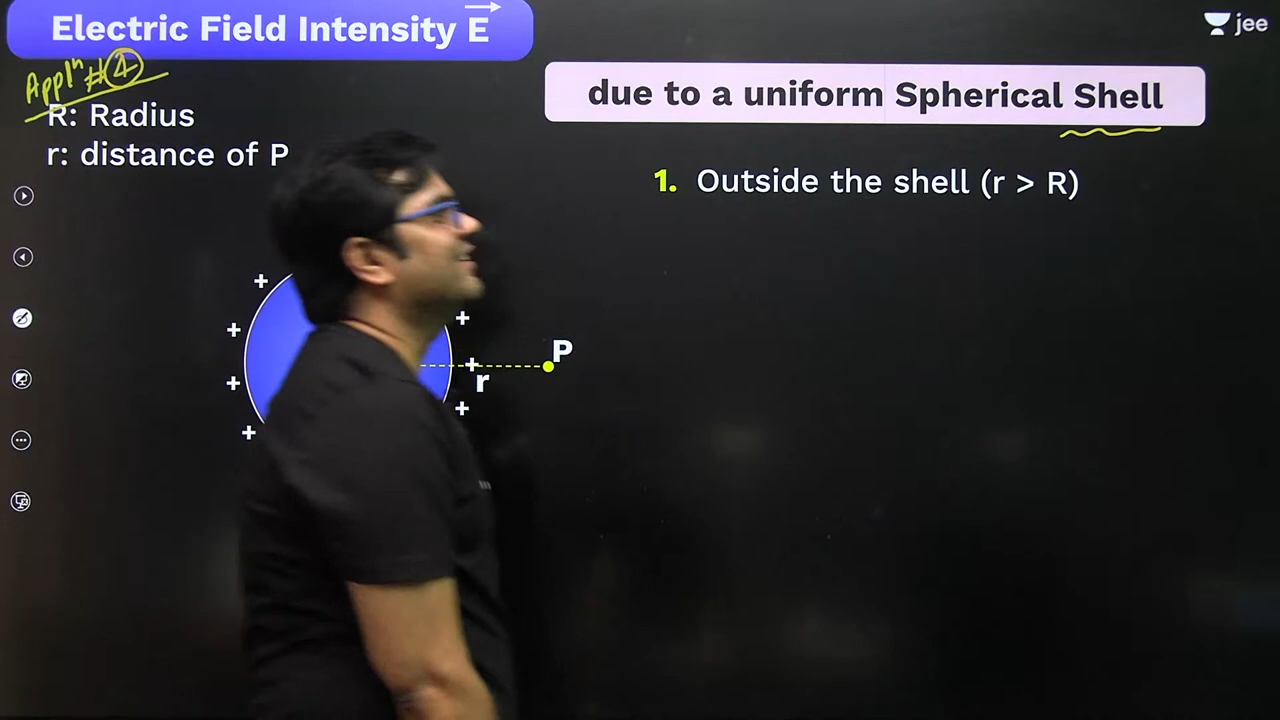 Electric Field Intensity E
jee
Applⁿ #4
due to a uniform Spherical Shell
R: Radius
r: distance of P
1. Outside the shell (r > R)
P
r